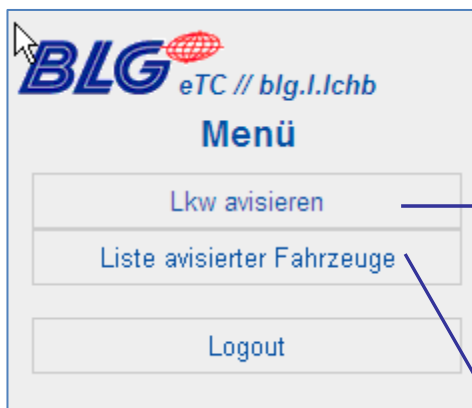 BLG
eTC // blg.l.lchb
Menü
Lkw avisieren
Liste avisierter Fahrzeuge
Logout